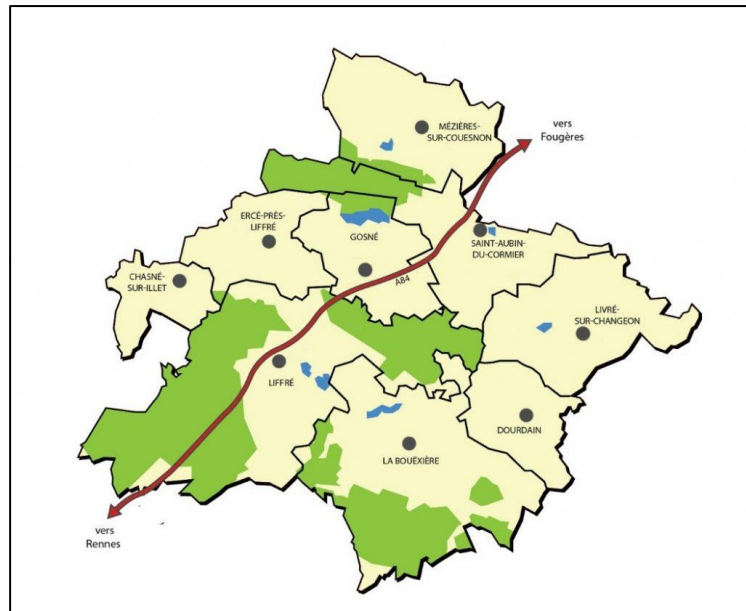 MÉZIÈRES-
SUR-COUESNON
vers
Fougères
ERCÉ-PRÈS-
LIFFRÉ
GOSNÉ
SAINT-AUBIN-
DU-CORMIER
CHASNÉ-
SUR-ILLET
A84
LIVRÉ-
SUR-CHANGEON
LIFFRÉ
DOURDAIN
LA BOUËXIÈRE
vers
Rennes